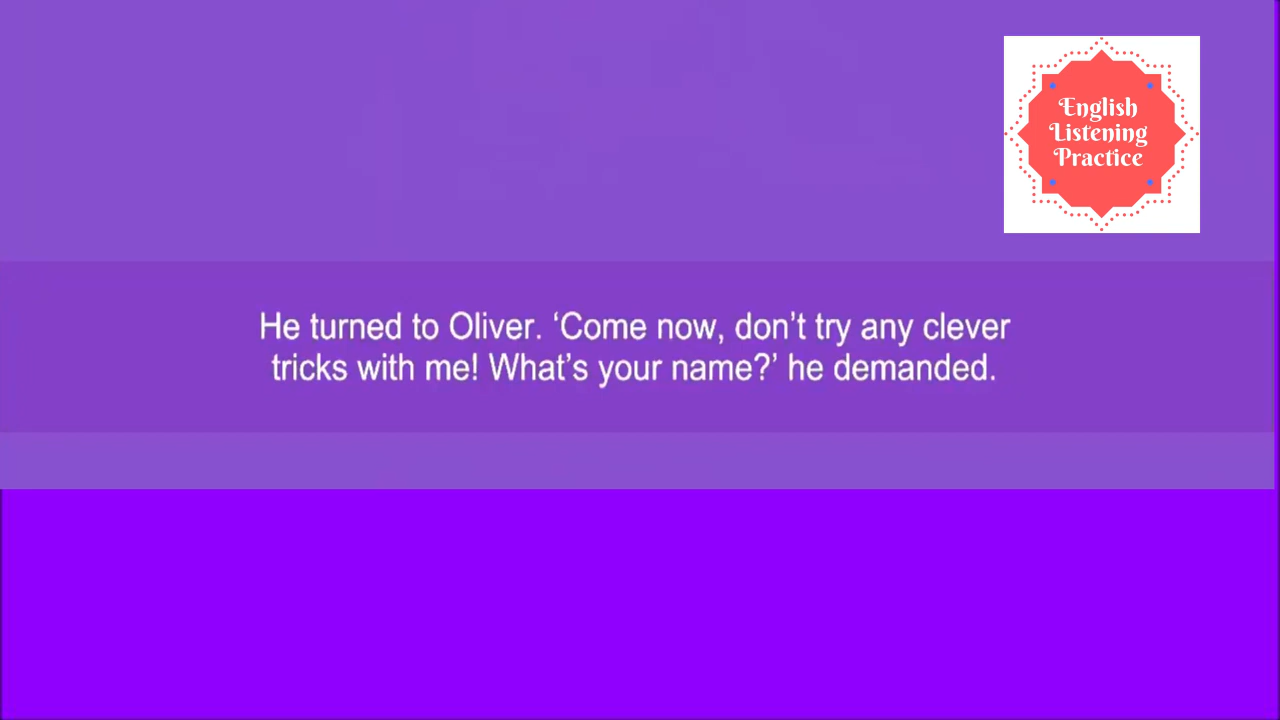 English
Listening
Practice
He turned to Oliver. ‘Come now, don’t try any clever
tricks with me! What’s your name?’ he demanded.